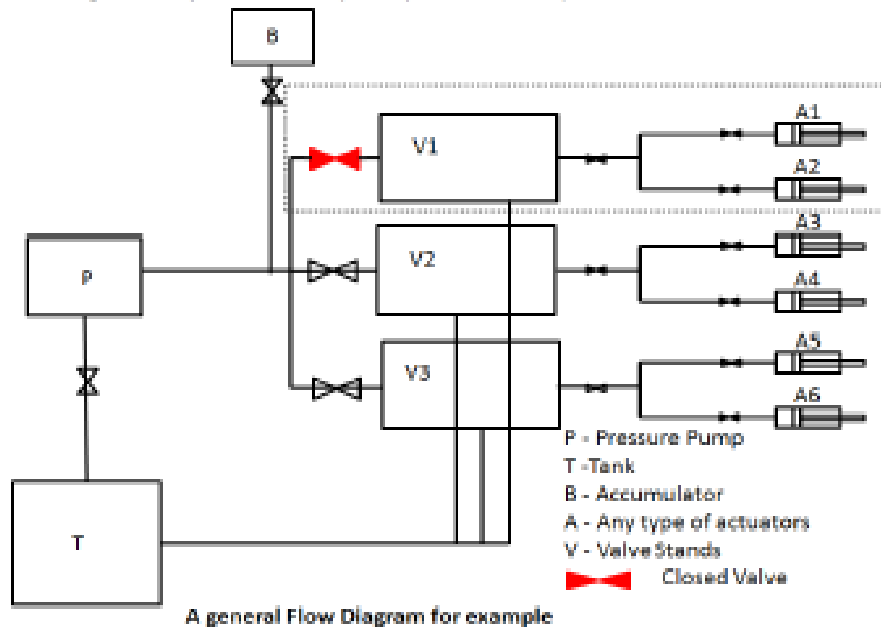 B
A1
V1
A2
A3
V2
P
A4
A5
V3
A6
P - Pressure Pump
T -Tank
B - Accumulator
T
A - Any type of actuators
V - Valve Stands
Closed Valve
A general Flow Diagram for example